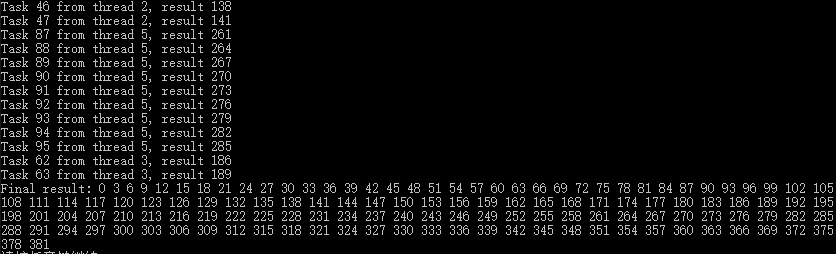 Task 46 from thread 2, result 138
Task 47 from thread 2, result 141
Task 87 from thread 5, result 261
Task 88 from thread 5, result 264
Task 89 from thread 5, result 267
Task 90 from thread 5, result 270
Task 91 from thread 5, result 273
Task 92 from thread 5, result 276
Task 93 from thread 5, result 279
Task 94 from thread 5, result 282
Task 95 from thread 5, result 285
Task 62 from thread 3, result 186
Task 63 from thread 3, result 189
Final result: 0 3 6 9 12 15 18 21 24 27 30 33 36 39 42 45 48 51 54 57 60 63 66 69 72 75 78 81 84 87 90 93 96 99 102 105
108 111 114 117 120 123 126 129 132 135 138 141 144 147 150 153 156 159 162 165 168 171 174 177 180 183 186 189 192 195
198 201 204 207 210 213 216 219 222 225 228 231 234 237 240 243 246 249 252 255 258 261 264 267 270 273 276 279 282 285
288 291 294 297 300 303 306 309 312 315 318 321 324 327 330 333 336 339 342 345 348 351 354 357 360 363 366 369 372 375
378 381